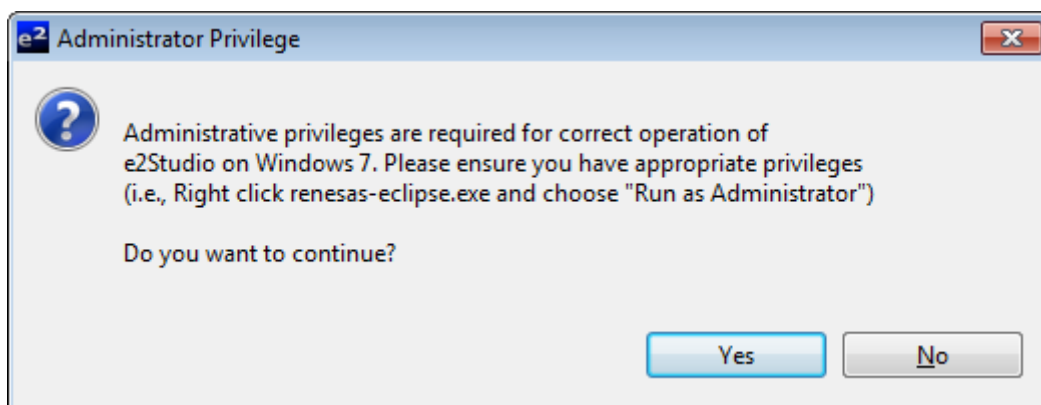 e² Administrator Privilege
Administrative privileges are required for correct operation of
e2Studio on Windows 7. Please ensure you have appropriate privileges
(i.e., Right click renesas-eclipse.exe and choose "Run as Administrator")
Do you want to continue?
Yes No